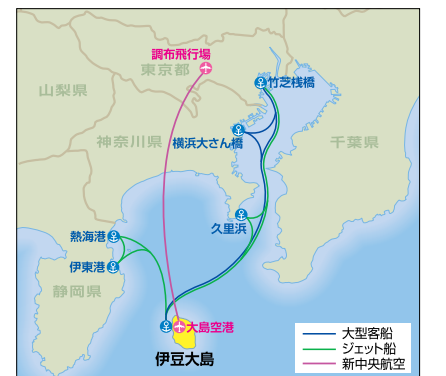 調布飛行場
東京都
竹芝桟橋
山梨県
神奈川県
横浜大さん橋
千葉県
久里浜
熱海港
伊東港
静岡県
大島空港
伊豆大島
大型客船
ジェット船
新中央航空